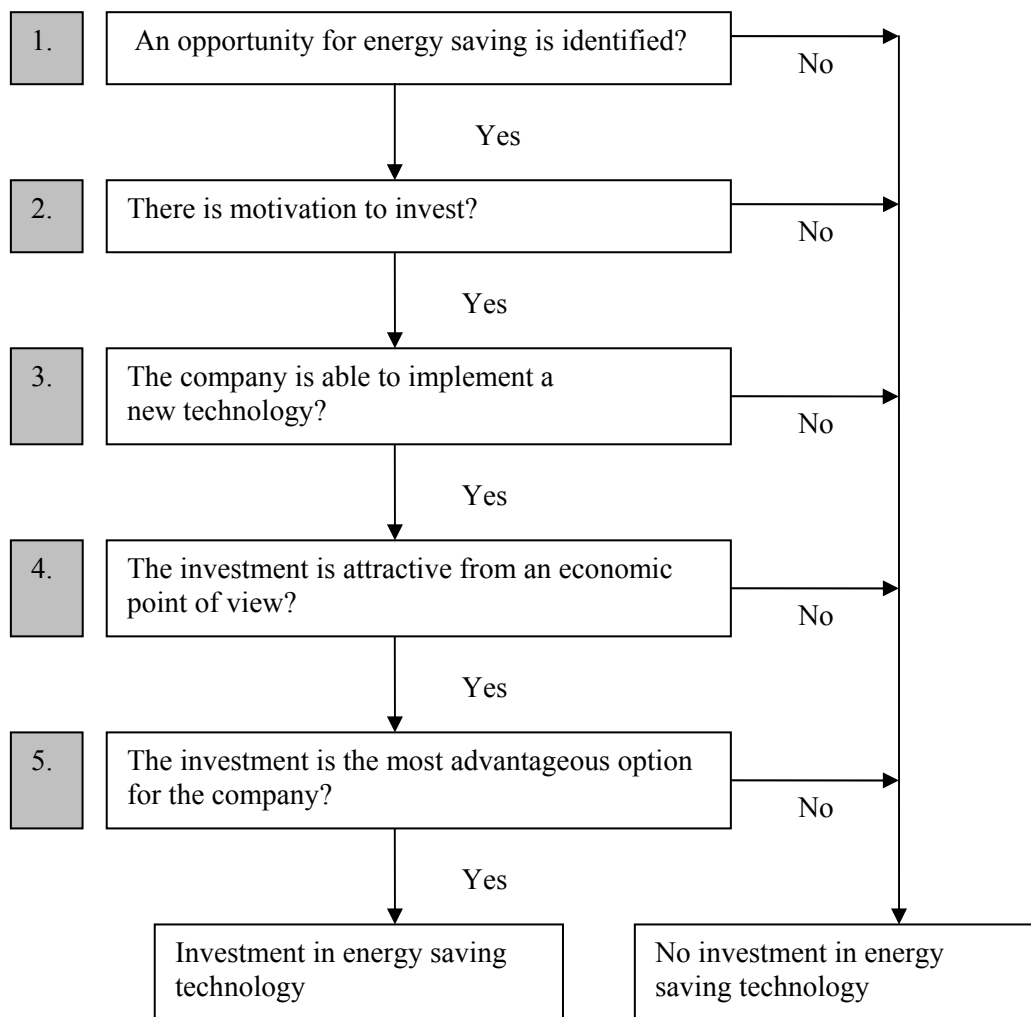 1.
An opportunity for energy saving is identified?
No
Yes
2.
There is motivation to invest?
No
Yes
3.
The company is able to implement a
new technology?
No
Yes
4.
The investment is attractive from an economic
point of view?
No
Yes
5.
The investment is the most advantageous option
for the company?
No
Yes
Investment in energy saving
technology
No investment in energy
saving technology